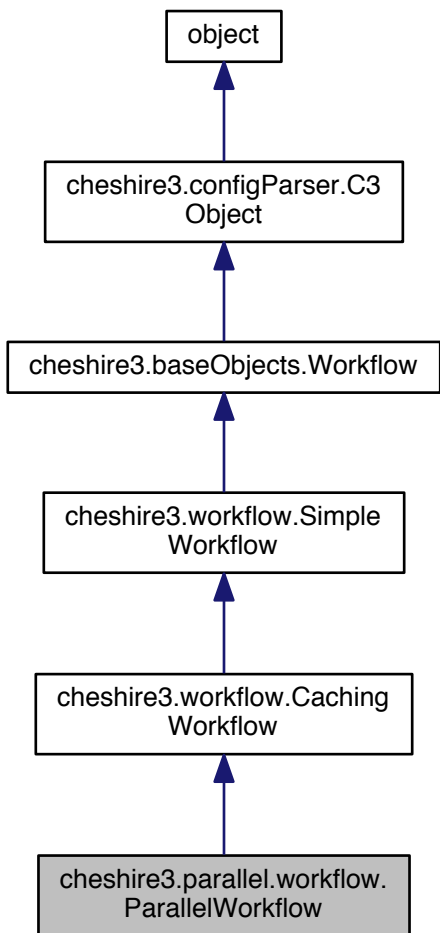 object
cheshire3.configParser.C3
Object
cheshire3.baseObjects.Workflow
cheshire3.workflow.Simple
Workflow
cheshire3.workflow.Caching
Workflow
cheshire3.parallel.workflow.
ParallelWorkflow